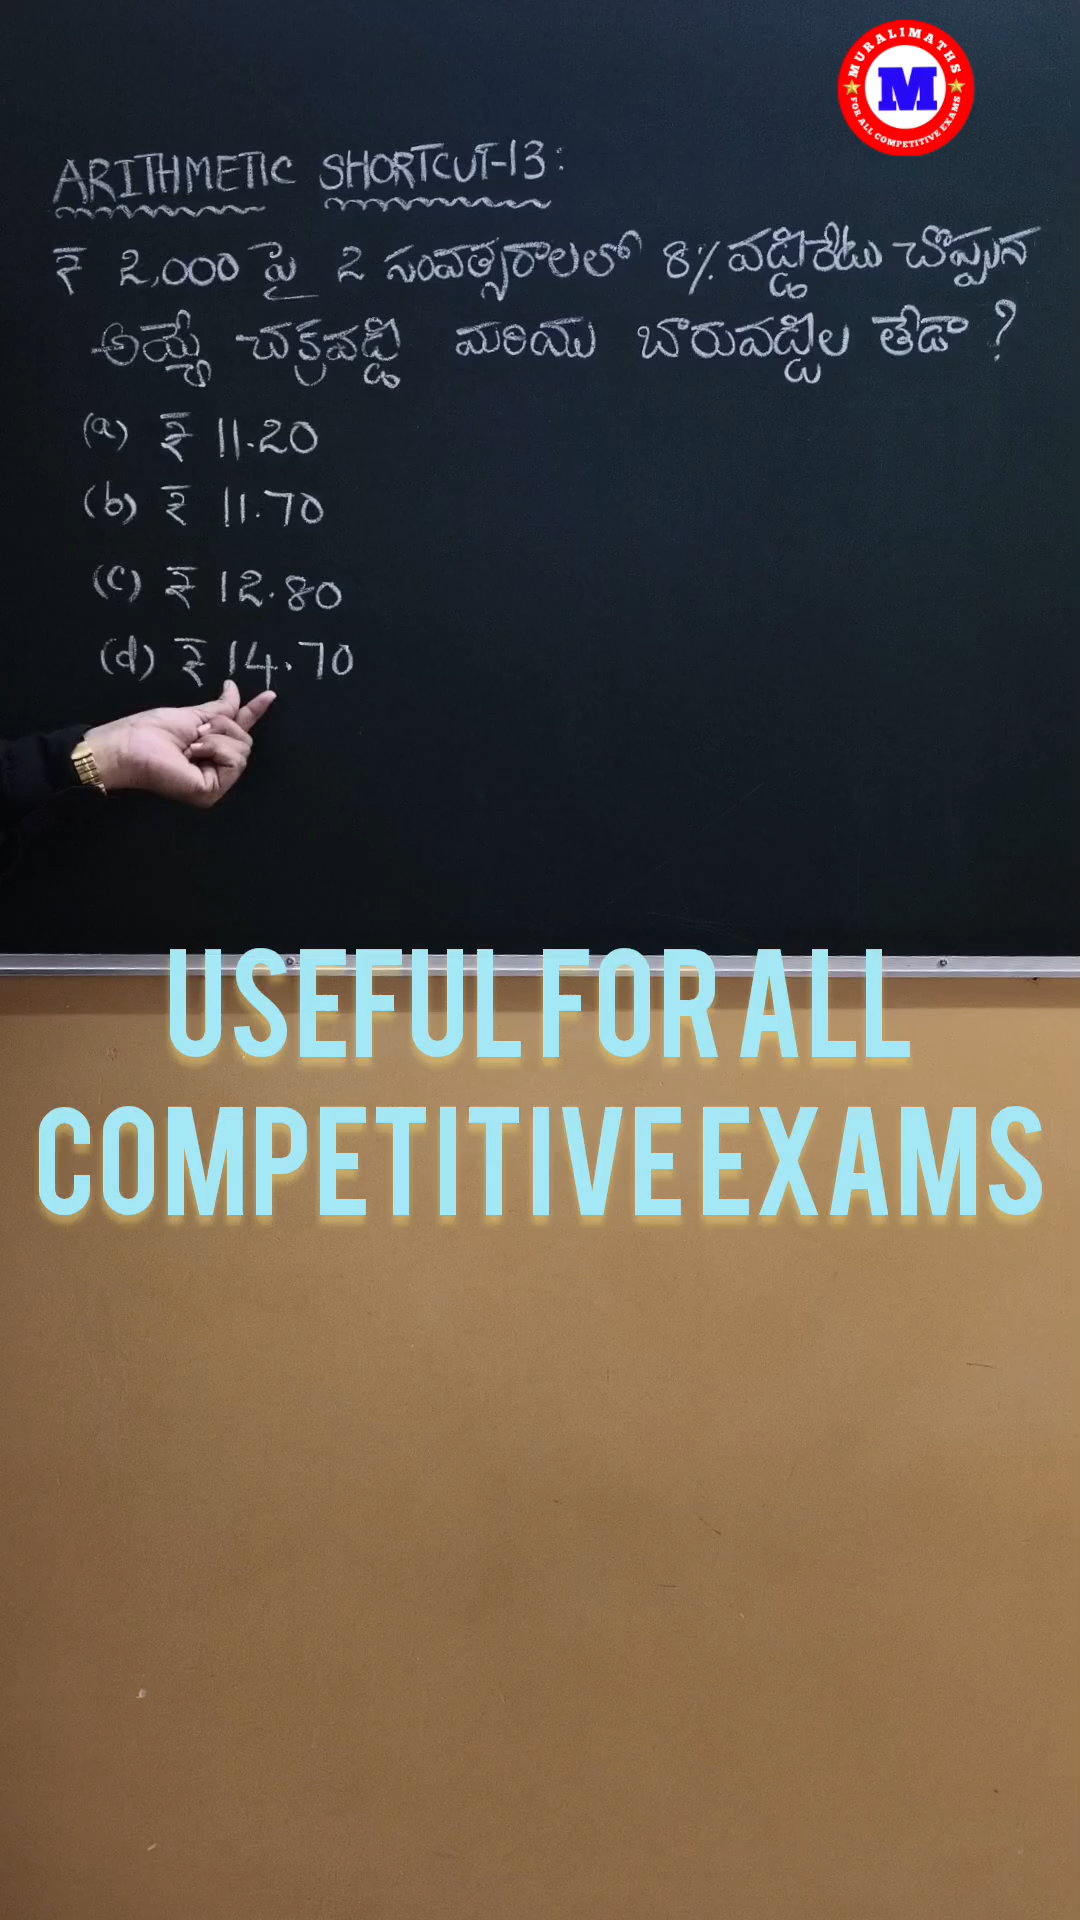 MURALIMATHS
M
FOR ALL COMPETITIVE EXAMS
ARITHMETIC SHORTCUT-13:
₹ 2,000 పై 2 సంవత్సరాలలో 8% వడ్డీరేటు చొప్పున
అయ్యే చక్రవడ్డీ మరియు బారువడ్డీల తేడా ?
(a) ₹ 11.20
(b) ₹ 11.70
(c) ₹ 12.80
(d) ₹ 14.70
USEFUL FOR ALL
COMPETITIVE EXAMS